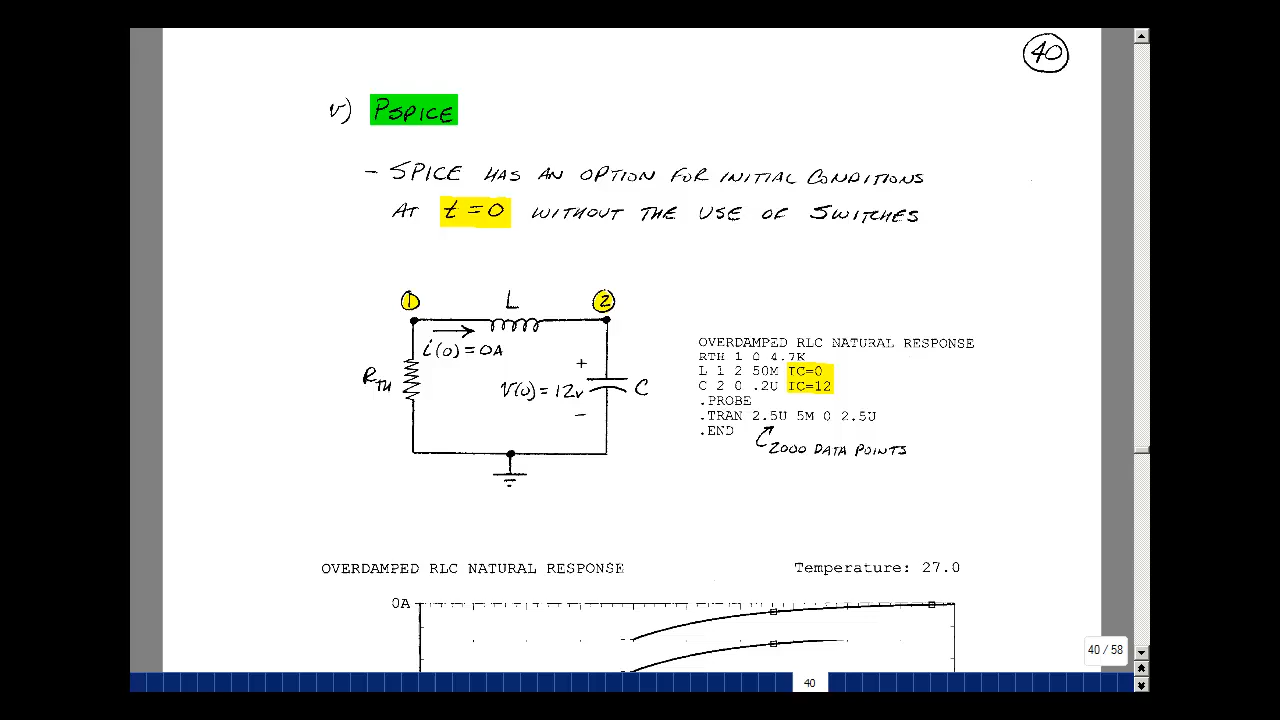 40
v) PSPICE
- SPICE HAS AN OPTION FOR INITIAL CONDITIONS
AT t=0 WITHOUT THE USE OF SWITCHES
1 L 2
i(0)=0A
RTH
+
V(0)=12V C
-
OVERDAMPED RLC NATURAL RESPONSE
RTH 1 0 4.7K
L 1 2 50M IC=0
C 2 0 .2U IC=12
.PROBE
.TRAN 2.5U 5M 0 2.5U
.END
2000 DATA POINTS
OVERDAMPED RLC NATURAL RESPONSE Temperature: 27.0
0A
40 / 58
40